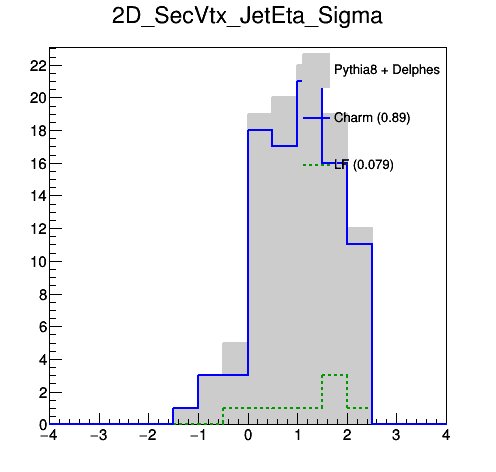 2D_SecVtx_JetEta_Sigma
22
20
18
16
14
12
10
8
6
4
2
0
Pythia8 + Delphes
Charm (0.89)
LF (0.079)
−4 −3 −2 −1 0 1 2 3 4